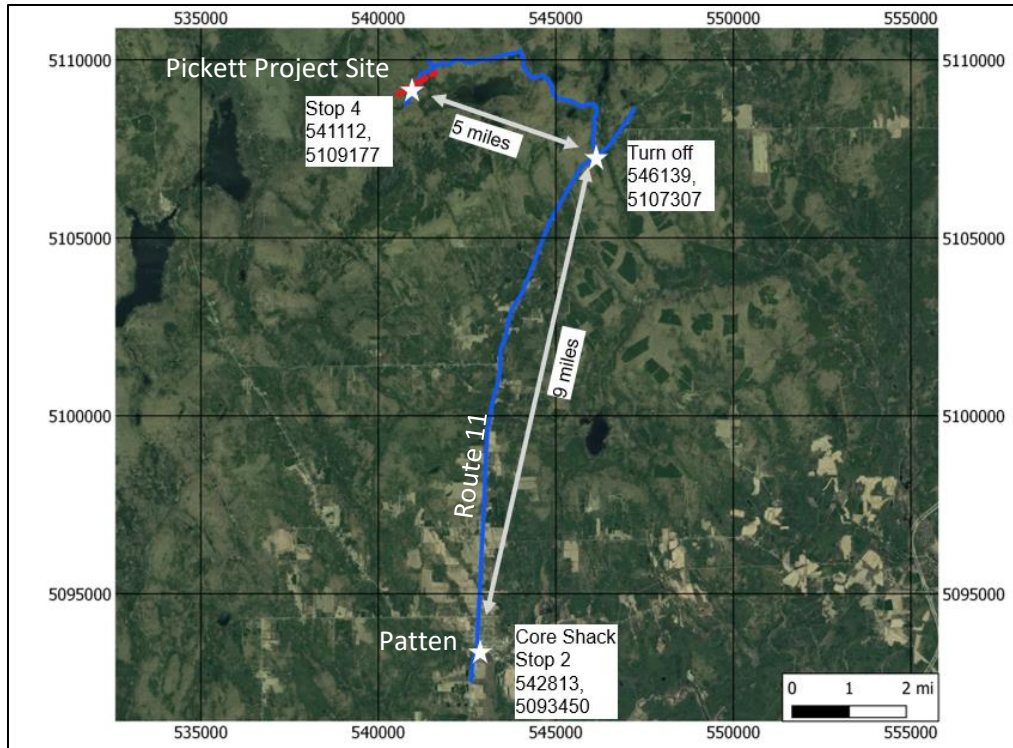 535000 540000 545000 550000 555000
5110000 5110000
Pickett Project Site
Stop 4
541112,
5109177
5 miles
Turn off
546139,
5107307
5105000 5105000
9 miles
5100000 5100000
Route 11
5095000 5095000
Patten
Core Shack
Stop 2
542813,
5093450
0 1 2 mi
535000 540000 545000 550000 555000